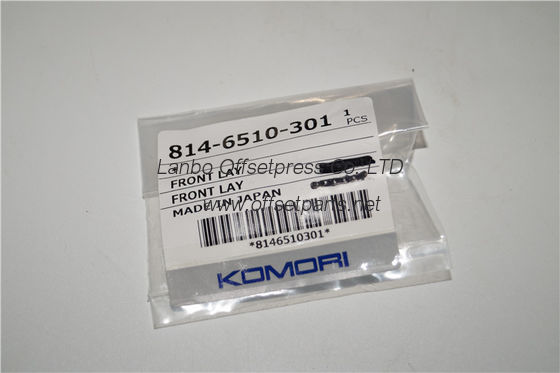 814-6510-301 1 PCS
Lanbo Offsetpress Co.,LTD
FRONT LAY
FRONT LAY
MADE IN JAPAN
www.offsetparts.net
*8146510301*
KOMORI